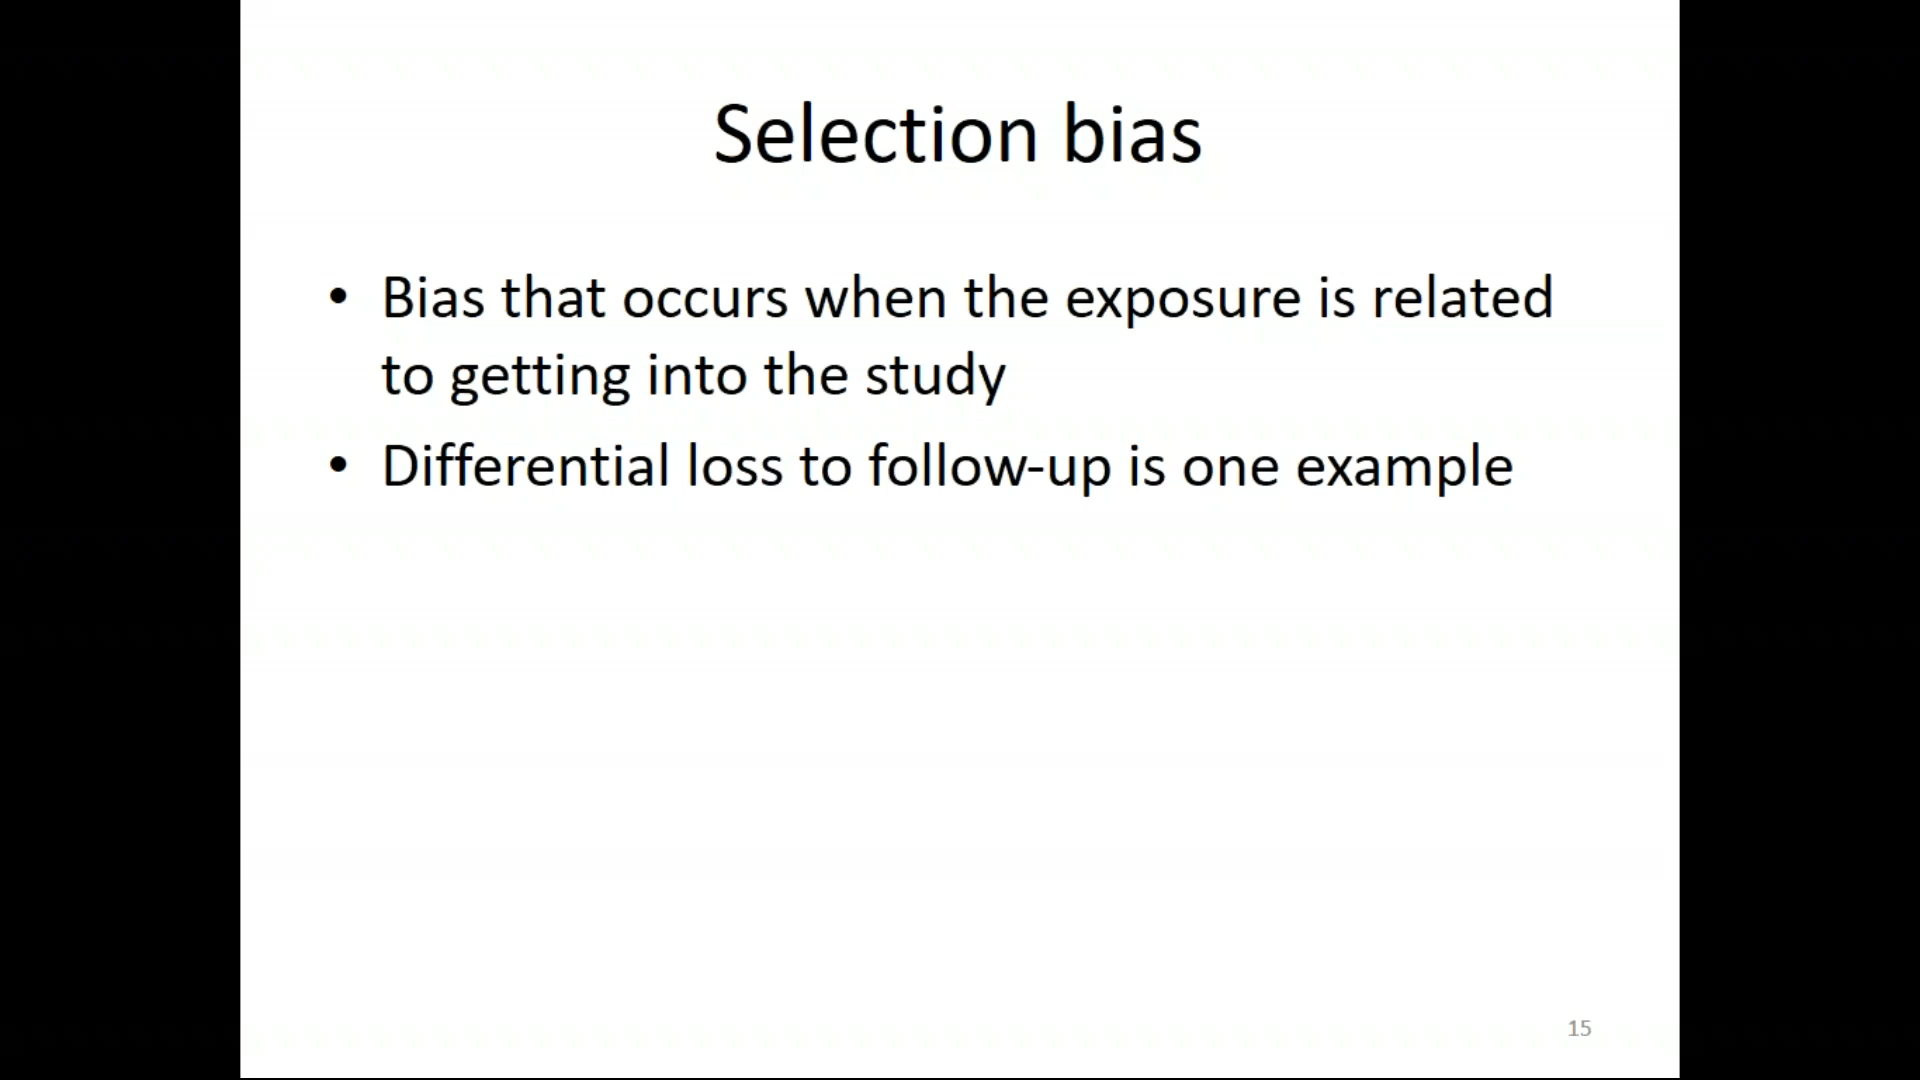 Selection bias
• Bias that occurs when the exposure is related
to getting into the study
• Differential loss to follow-up is one example
15